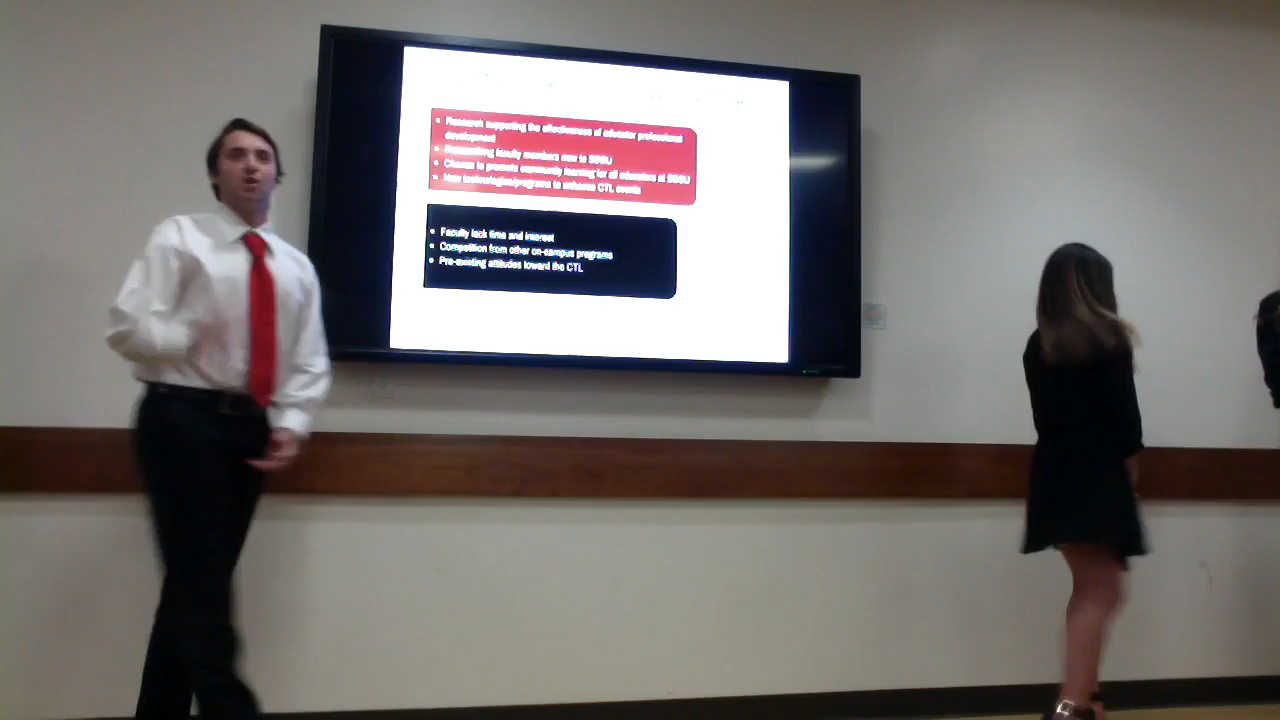 • Research supporting the effectiveness of educator professional
development
• Researching faculty members new to SDSU
• Chance to promote community learning for all educators at SDSU
• New technologies/programs to enhance CTL events
• Faculty lack time and interest
• Competition from other on-campus programs
• Pre-existing attitudes toward the CTL